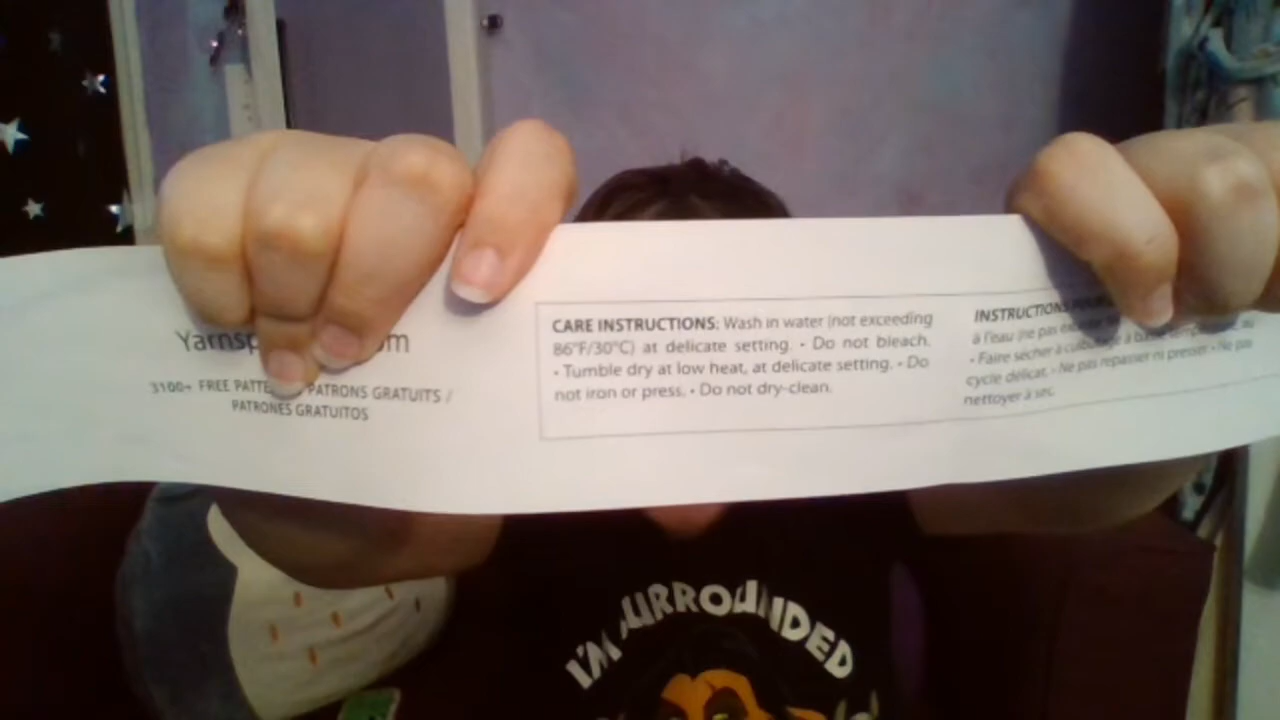 3100+ FREE PATRONS GRATUITS /
PATRONES GRATUITOS
CARE INSTRUCTIONS: Wash in water (not exceeding
86°F/30°C) at delicate setting. • Do not bleach.
• Tumble dry at low heat, at delicate setting. • Do
not iron or press. • Do not dry-clean.
INSTRUCTIONS
à l'eau (ne pas
• Faire sécher à
cycle délicat. • Ne pas repasser ni presser • Ne pas
nettoyer à sec.
I'M SURROUNDED